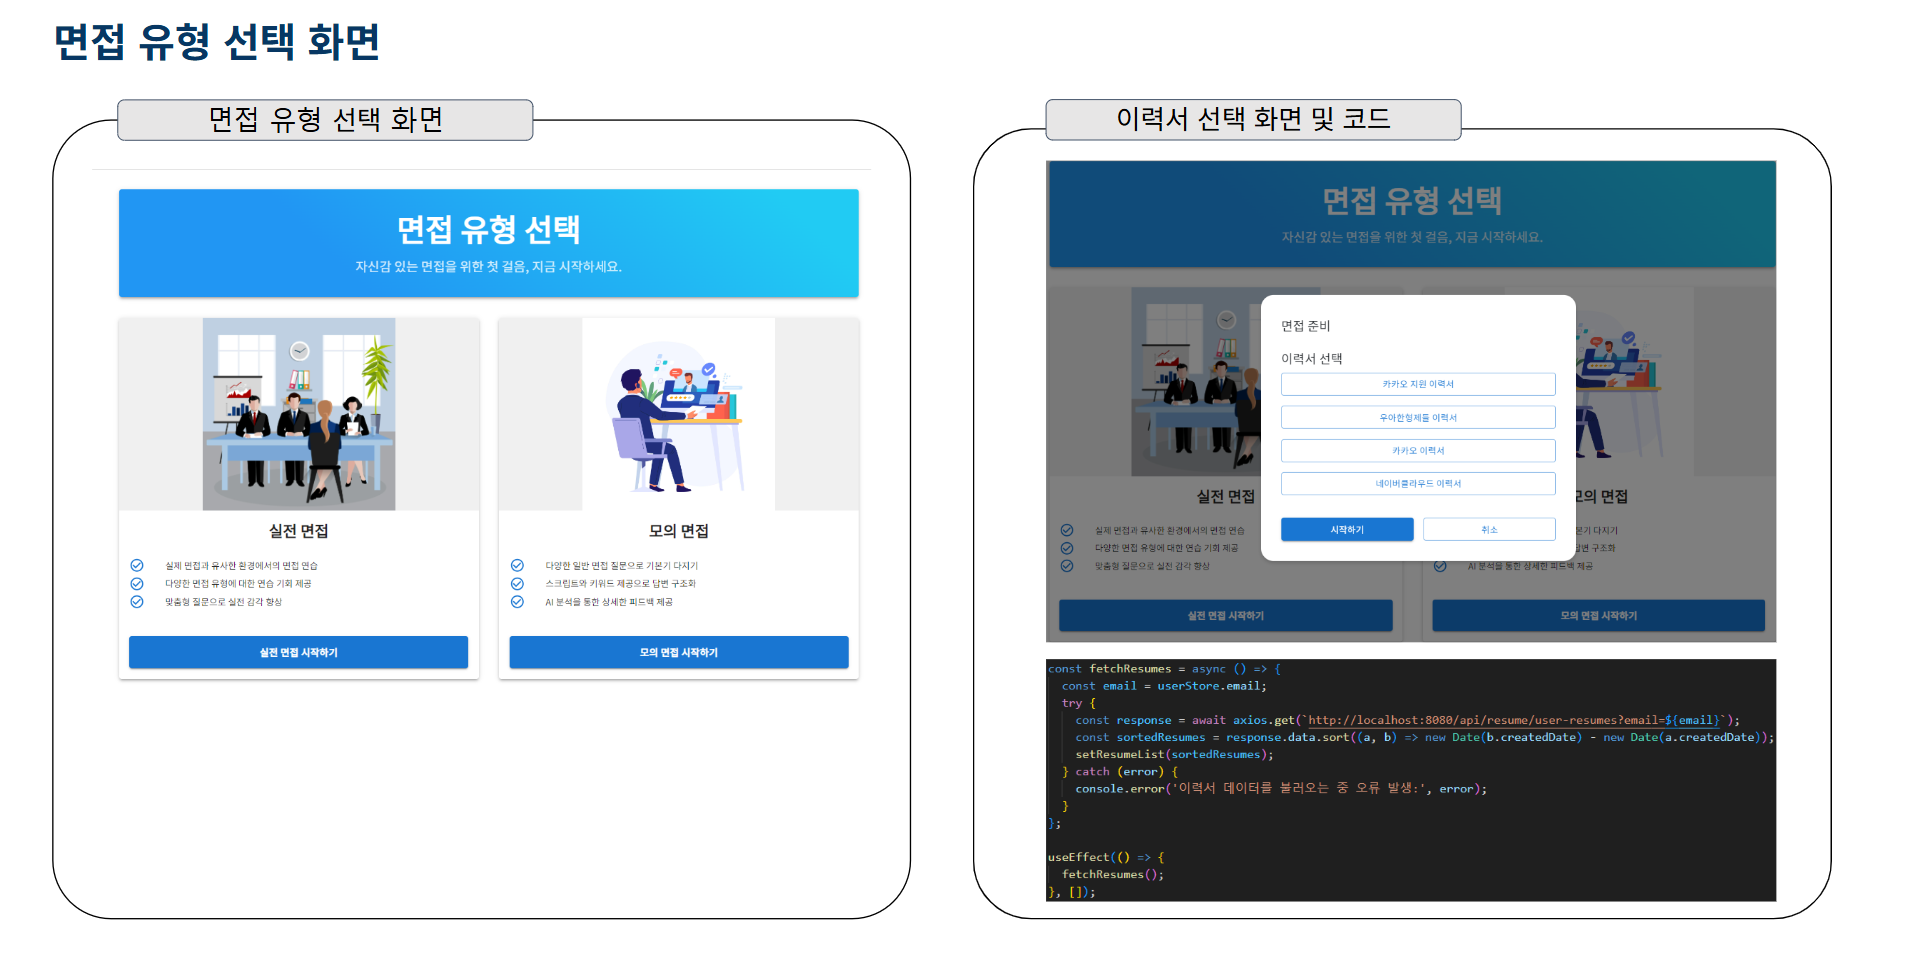 면접 유형 선택 화면
면접 유형 선택 화면
면접 유형 선택
자신감 있는 면접을 위한 첫 걸음, 지금 시작하세요.
실전 면접
실제 면접과 유사한 환경에서의 면접 연습
다양한 면접 유형에 대한 연습 기회 제공
맞춤형 질문으로 실전 감각 향상
실전 면접 시작하기
모의 면접
다양한 일반 면접 질문으로 기본기 다지기
스크립트와 키워드 제공으로 답변 구조화
AI 분석을 통한 상세한 피드백 제공
모의 면접 시작하기
이력서 선택 화면 및 코드
면접 유형 선택
자신감 있는 면접을 위한 첫 걸음, 지금 시작하세요.
면접 준비
이력서 선택
카카오 지원 이력서
우아한형제들 이력서
카카오 이력서
네이버클라우드 이력서
시작하기
취소
실전 면접
실제 면접과 유사한 환경에서의 면접 연습
다양한 면접 유형에 대한 연습 기회 제공
맞춤형 질문으로 실전 감각 향상
실전 면접 시작하기
모의 면접
본기 다지기
답변 구조화
AI 분석을 통한 상세한 피드백 제공
모의 면접 시작하기
const fetchResumes = async () => {
const email = userStore.email;
try {
const response = await axios.get(`http://localhost:8080/api/resume/user-resumes?email=${email}`);
const sortedResumes = response.data.sort((a, b) => new Date(b.createdDate) - new Date(a.createdDate));
setResumeList(sortedResumes);
} catch (error) {
console.error('이력서 데이터를 불러오는 중 오류 발생:', error);
}
};
useEffect(() => {
fetchResumes();
}, []);